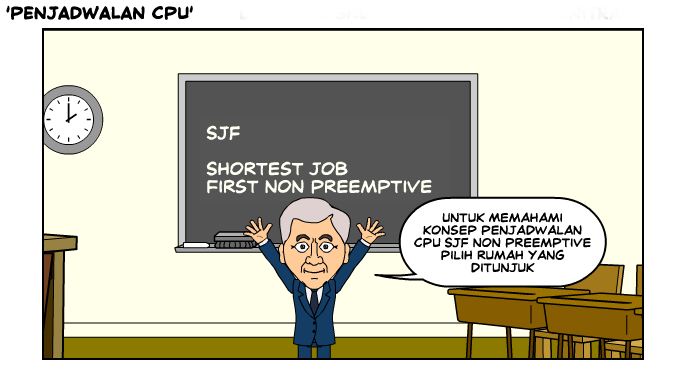 'PENJADWALAN CPU'
SJF
SHORTEST JOB
FIRST NON PREEMPTIVE
UNTUK MEMAHAMI
KONSEP PENJADWALAN
CPU SJF NON PREEMPTIVE
PILIH RUMAH YANG
DITUNJUK